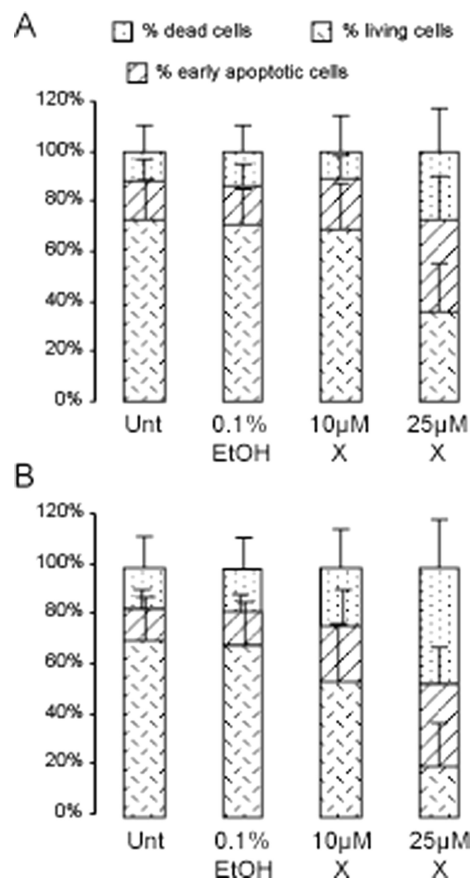 A
% dead cells % living cells
% early apoptotic cells
120%
100%
80%
60%
40%
20%
0%
Unt 0.1% 10µM 25µM
EtOH X X
B
120%
100%
80%
60%
40%
20%
0%
Unt 0.1% 10µM 25µM
EtOH X X